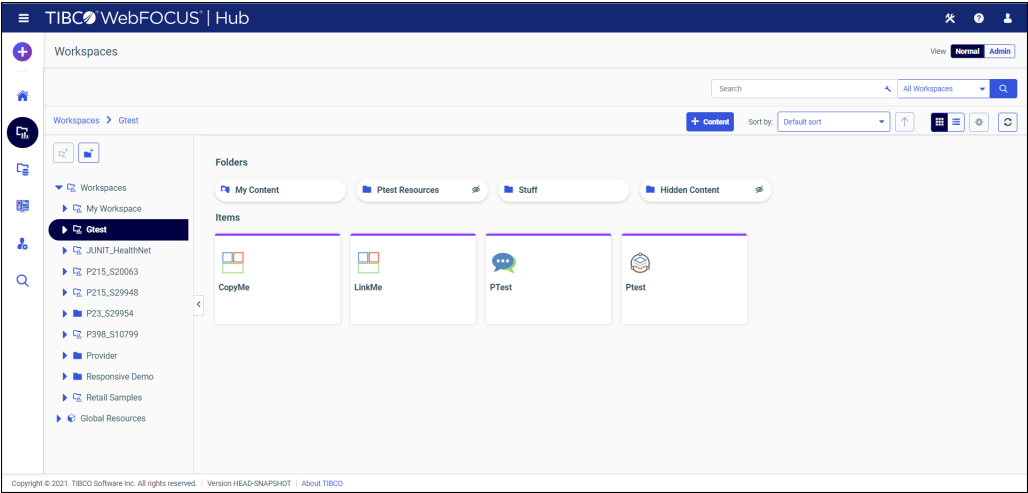 TIBCO WebFOCUS® | Hub
Workspaces
View Normal Admin
Search
All Workspaces
Workspaces > Gtest
+ Content
Sort by: Default sort
Workspaces
My Workspace
Gtest
JUNIT_HealthNet
P215_S20063
P215_S29948
P23_S29954
P398_S10799
Provider
Responsive Demo
Retail Samples
Global Resources
Folders
My Content
Ptest Resources
Stuff
Hidden Content
Items
CopyMe
LinkMe
PTest
Ptest
Copyright © 2021. TIBCO Software Inc. All rights reserved. | Version HEAD-SNAPSHOT | About TIBCO